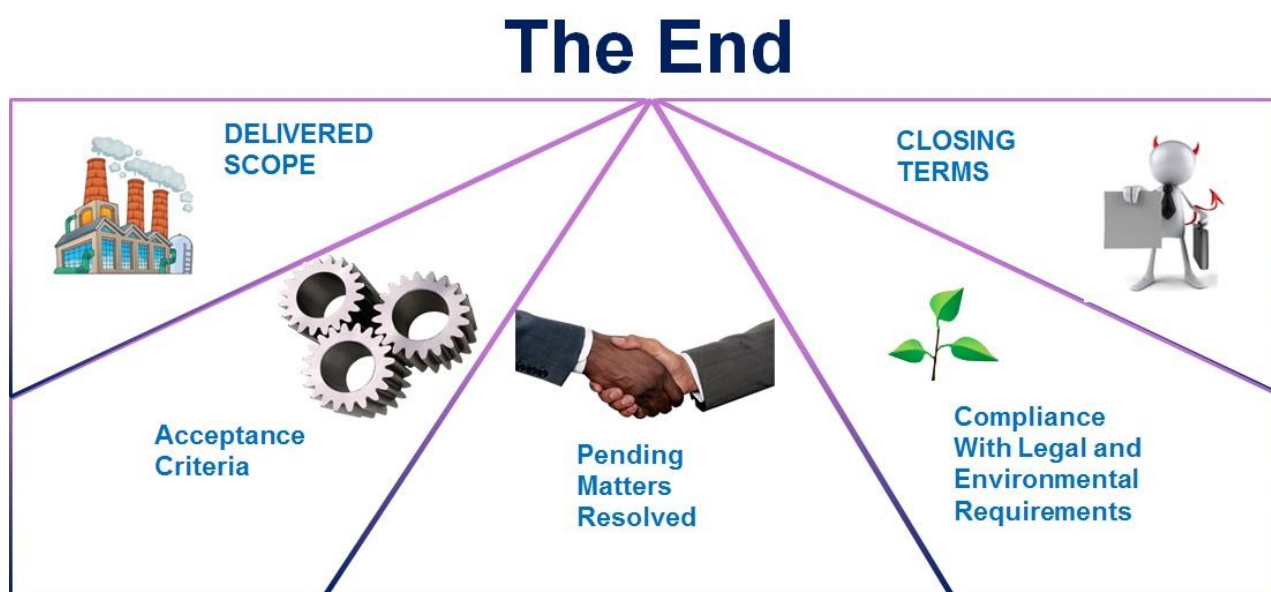 The End
DELIVERED
SCOPE
CLOSING
TERMS
Acceptance
Criteria
Pending
Matters
Resolved
Compliance
With Legal and
Environmental
Requirements